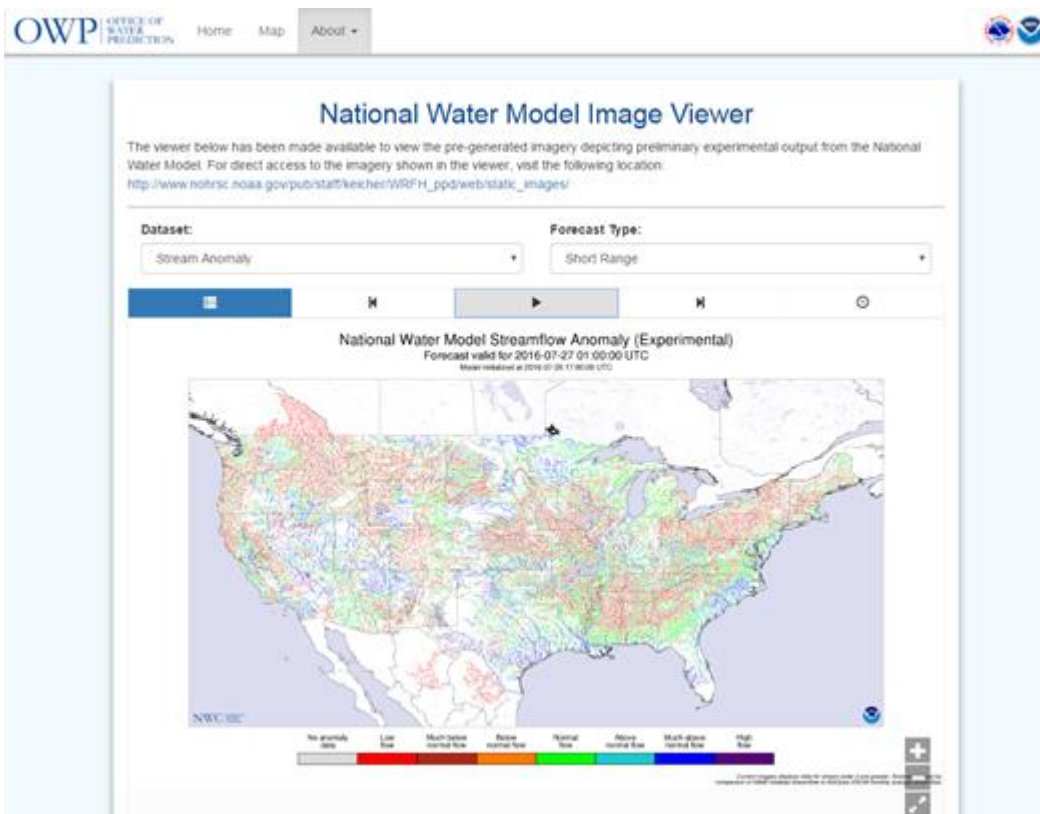 OWP OFFICE OF WATER PREDICTION Home Map About
National Water Model Image Viewer
The viewer below has been made available to view the pre-generated imagery depicting preliminary experimental output from the National
Water Model. For direct access to the imagery shown in the viewer, visit the following location:
http://www.nohrsc.noaa.gov/pub/staff/keicher/WRFH_ppd/web/static_images/
Dataset: Forecast Type:
Stream Anomaly Short Range
National Water Model Streamflow Anomaly (Experimental)
Forecast valid for 2016-07-27 01:00:00 UTC
Model initialized at
NWC
No anomaly data Low flow Much below normal flow Below normal flow Normal flow Above normal flow Much above normal flow High flow